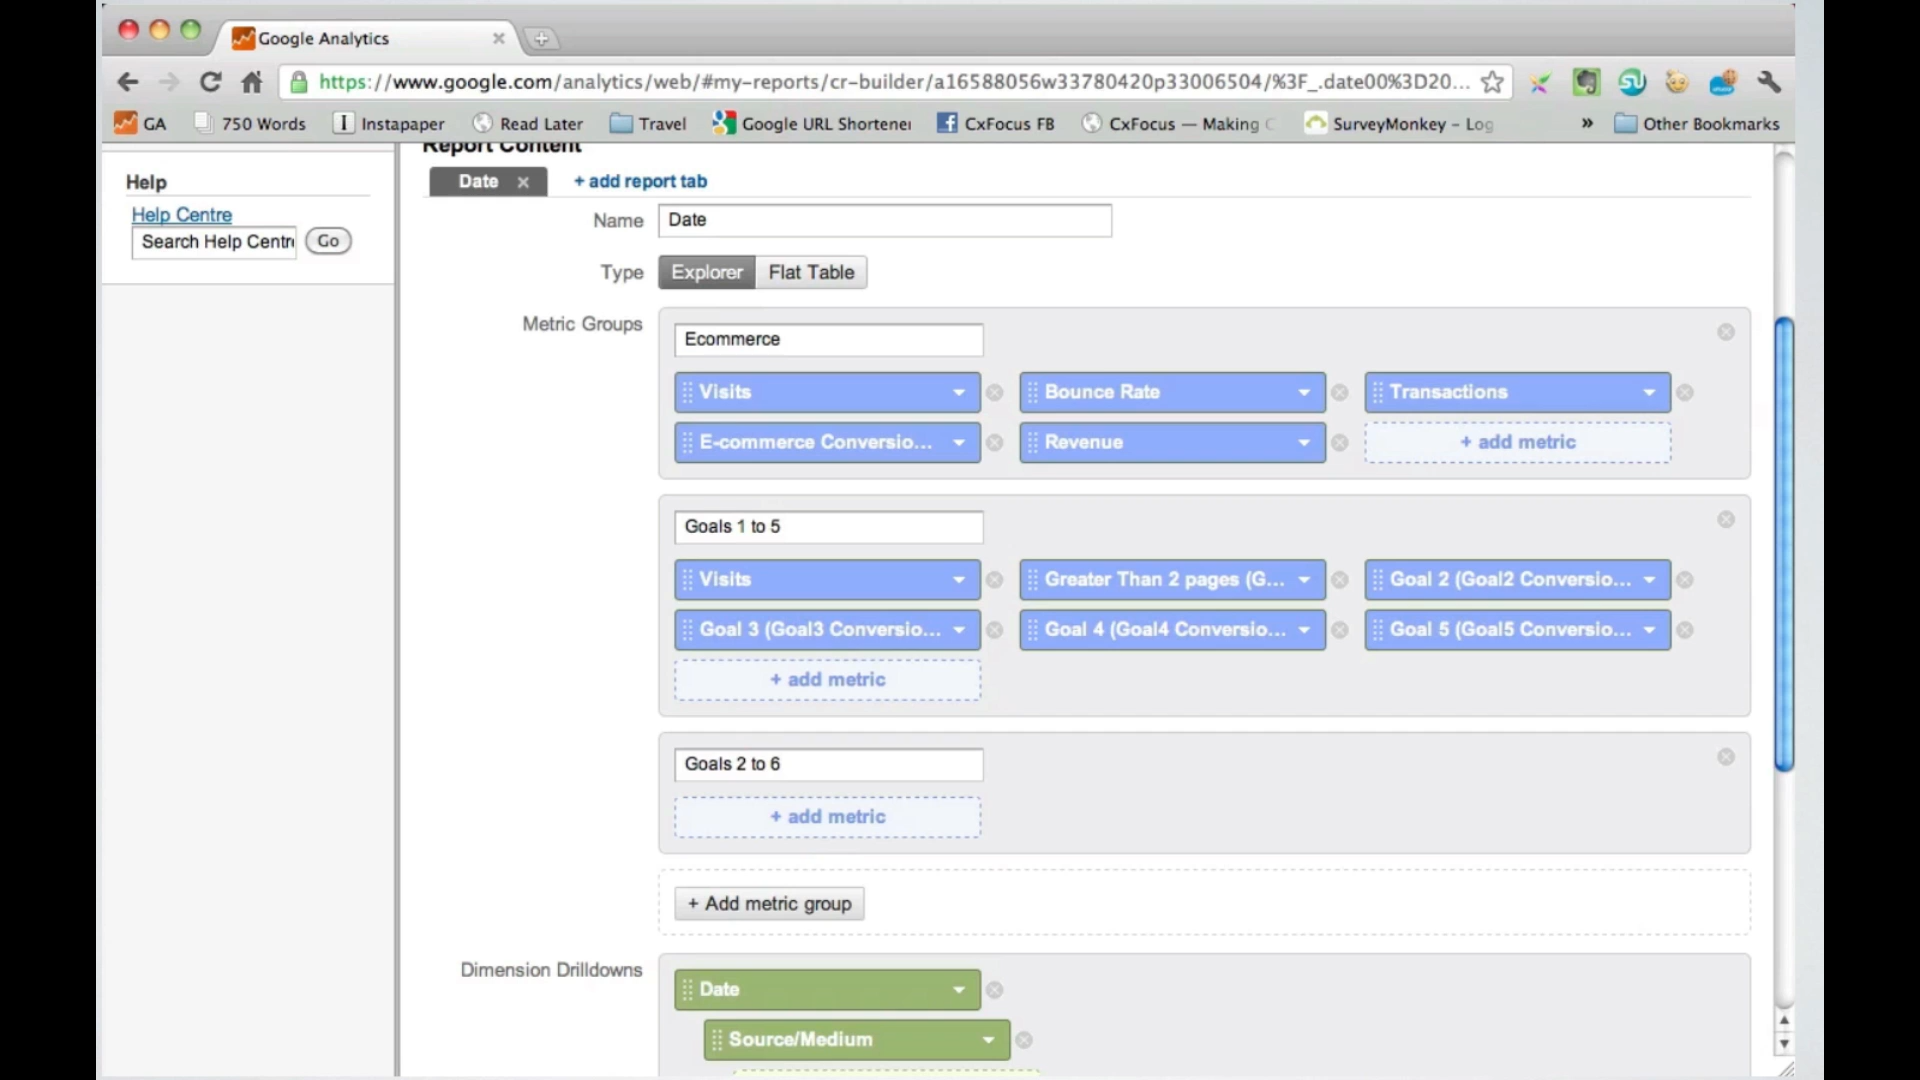 Google Analytics
https://www.google.com/analytics/web/#my-reports/cr-builder/a16588056w33780420p33006504/%3F_.date00%3D20...
GA 750 Words Instapaper Read Later Travel Google URL Shortener CxFocus FB CxFocus — Making C SurveyMonkey – Log » Other Bookmarks
Report Content
Help
Help Centre
Search Help Centr Go
Date × + add report tab
Name Date
Type Explorer Flat Table
Metric Groups
Ecommerce
Visits Bounce Rate Transactions
E-commerce Conversio... Revenue + add metric
Goals 1 to 5
Visits Greater Than 2 pages (G... Goal 2 (Goal2 Conversio...
Goal 3 (Goal3 Conversio... Goal 4 (Goal4 Conversio... Goal 5 (Goal5 Conversio...
+ add metric
Goals 2 to 6
+ add metric
+ Add metric group
Dimension Drilldowns
Date
Source/Medium